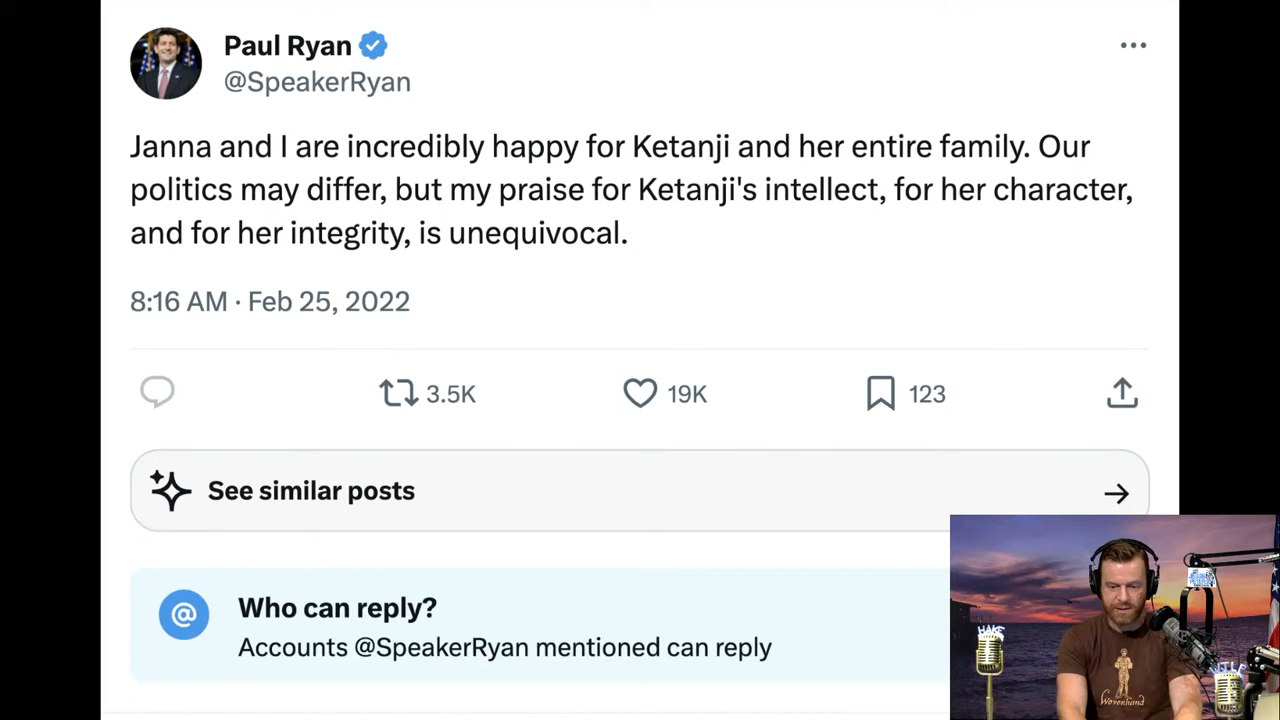 Paul Ryan
@SpeakerRyan
Janna and I are incredibly happy for Ketanji and her entire family. Our
politics may differ, but my praise for Ketanji's intellect, for her character,
and for her integrity, is unequivocal.
8:16 AM · Feb 25, 2022
3.5K
19K
123
See similar posts
@
Who can reply?
Accounts @SpeakerRyan mentioned can reply
HAKE
Wovenhand